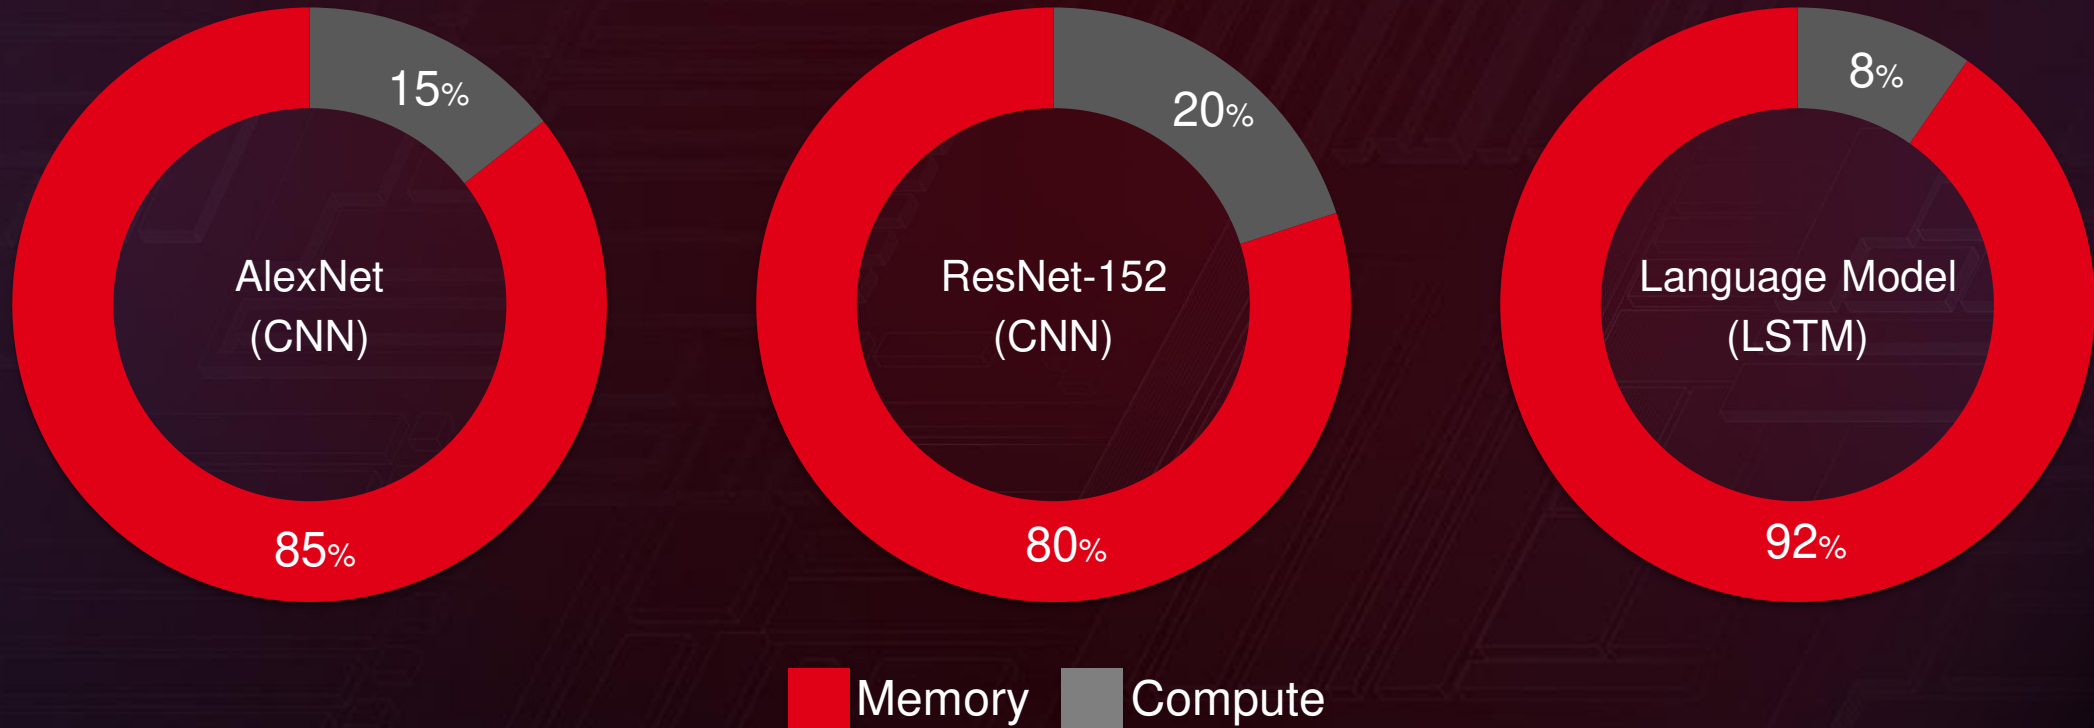 15%
20%
8%
AlexNet
(CNN)
ResNet-152
(CNN)
Language Model
(LSTM)
85%
80%
92%
Memory
Compute